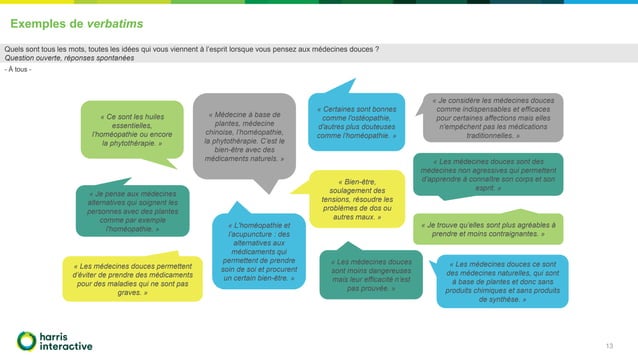 Exemples de verbatims
Quels sont tous les mots, toutes les idées qui vous viennent à l'esprit lorsque vous pensez aux médecines douces ?
Question ouverte, réponses spontanées
- À tous -
« Ce sont les huiles
essentielles,
l'homéopathie ou encore
la phytothérapie. »
« Médecine à base de
plantes, médecine
chinoise, l'homéopathie,
la phytothérapie. C'est le
bien-être avec des
médicaments naturels. »
« Certaines sont bonnes
comme l'ostéopathie,
d'autres plus douteuses
comme l'homéopathie. »
« Je considère les médecines douces
comme indispensables et efficaces
pour certaines affections mais elles
n'empêchent pas les médications
traditionnelles. »
« Je pense aux médecines
alternatives qui soignent les
personnes avec des plantes
comme par exemple
l'homéopathie. »
« L'homéopathie et
l'acupuncture : des
alternatives aux
médicaments qui
permettent de prendre
soin de soi et procurent
un certain bien-être. »
« Bien-être,
soulagement des
tensions, résoudre les
problèmes de dos ou
autres maux. »
« Les médecines douces sont des
médecines non agressives qui permettent
d'apprendre à connaître son corps et son
esprit. »
« Je trouve qu'elles sont plus agréables à
prendre et moins contraignantes. »
« Les médecines douces permettent
d'éviter de prendre des médicaments
pour des maladies qui ne sont pas
graves. »
« Les médecines douces
sont moins dangereuses
mais leur efficacité n'est
pas prouvée. »
« Les médecines douces ce sont
des médecines naturelles, qui sont
à base de plantes et donc sans
produits chimiques et sans produits
de synthèse. »
harris
interactive
13